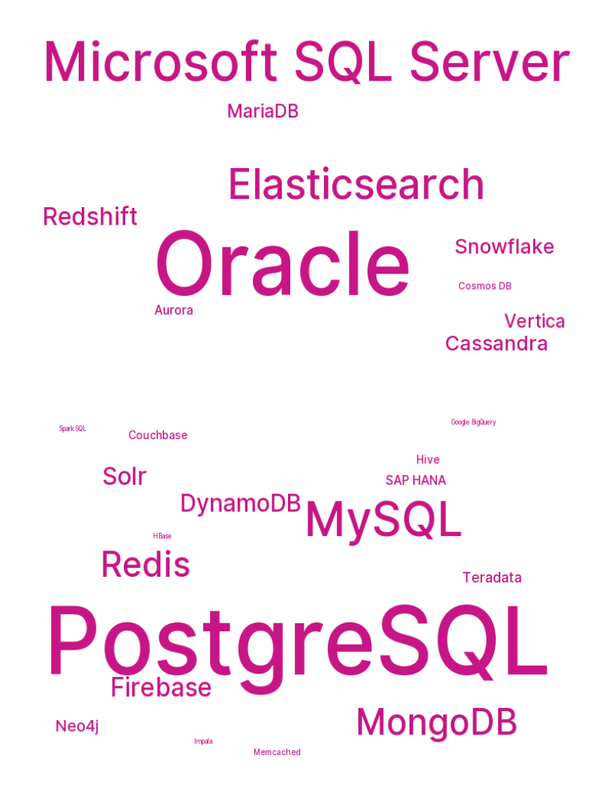 Microsoft SQL Server
MariaDB
Elasticsearch
Redshift
Oracle
Snowflake
Cosmos DB
Aurora
Vertica
Cassandra
Google BigQuery
Spark SQL
Couchbase
Hive
Solr
SAP HANA
DynamoDB
MySQL
HBase
Redis
Teradata
PostgreSQL
Firebase
MongoDB
Neo4j
Impala
Memcached